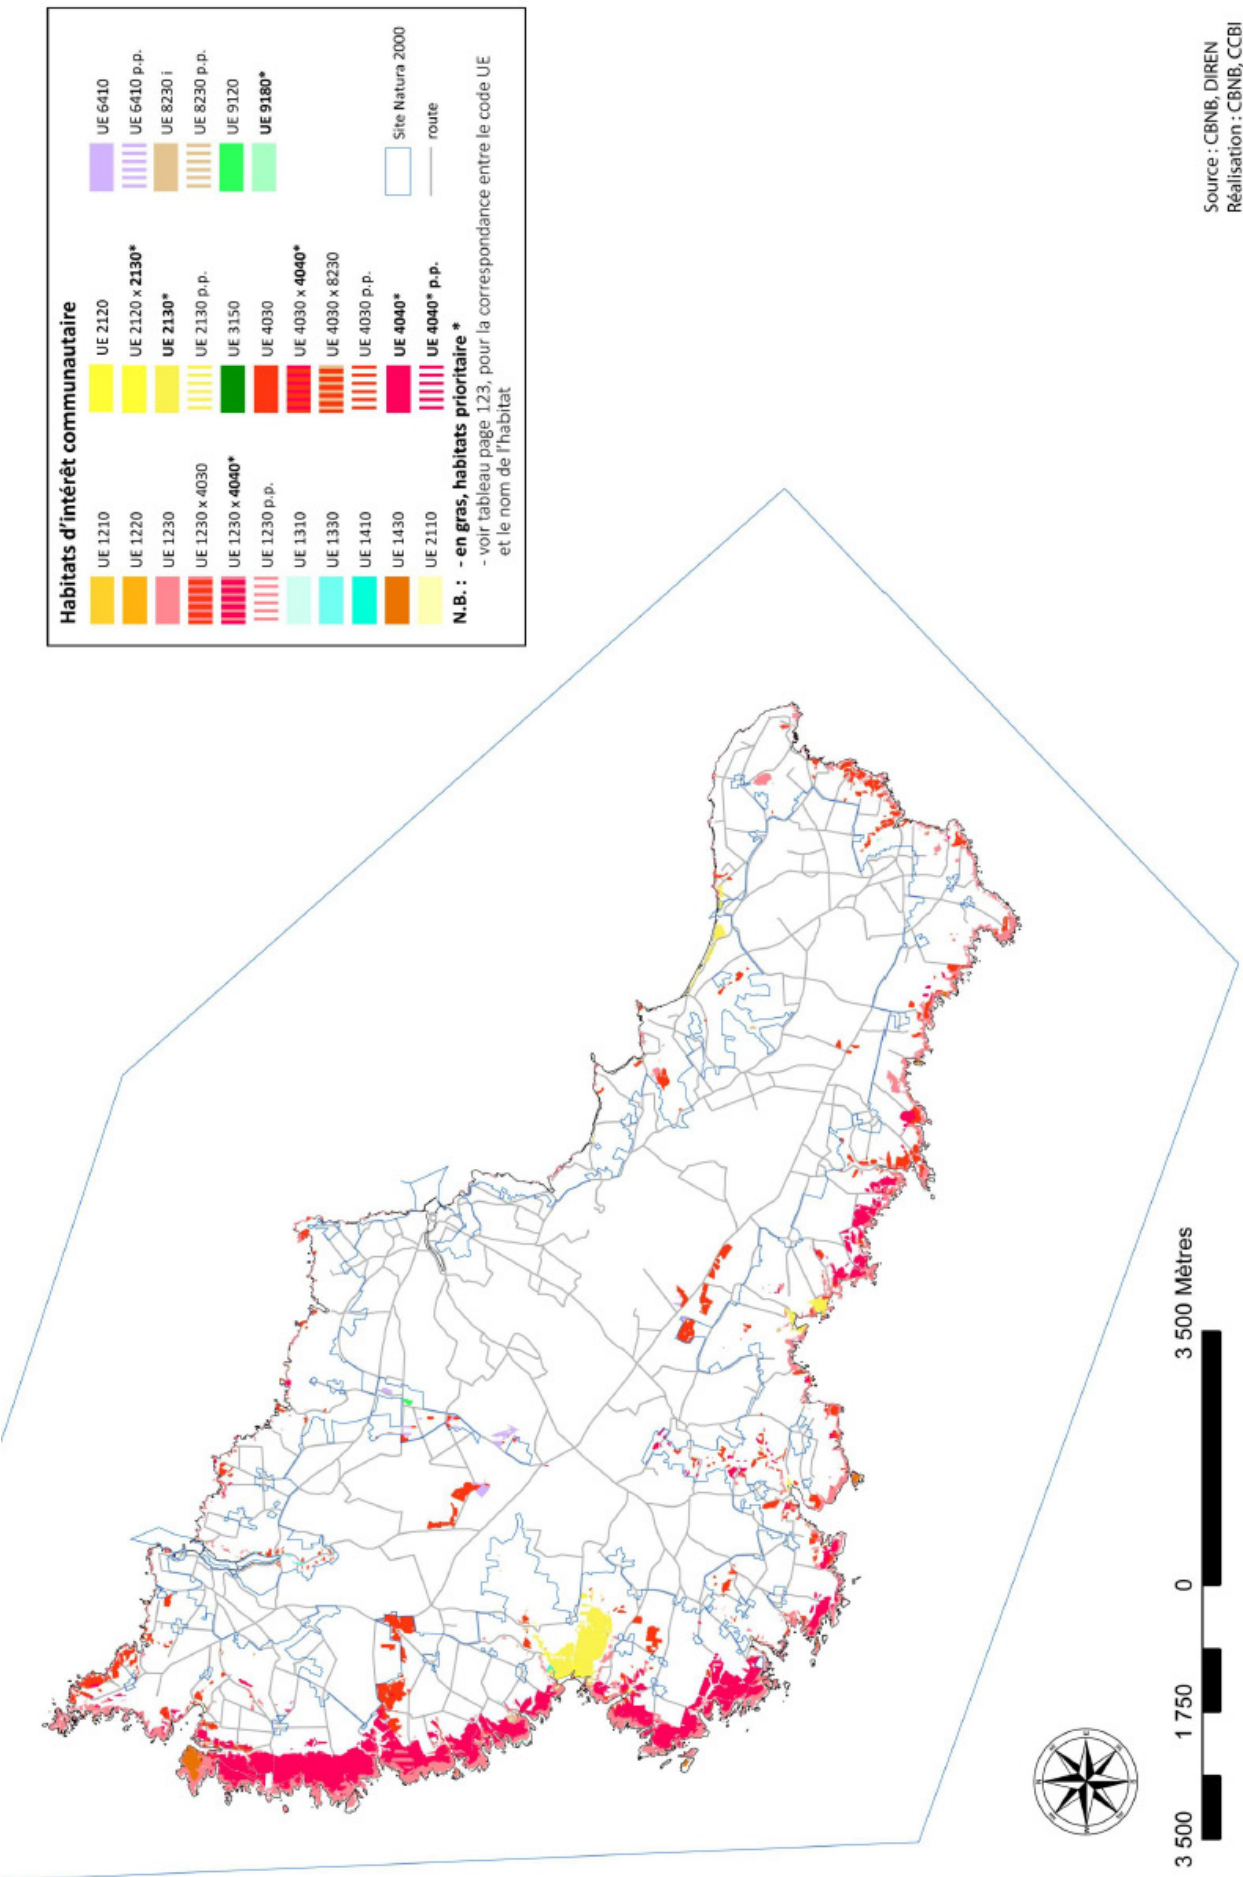 Habitats d'intérêt communautaire
UE 1210
UE 1220
UE 1230
UE 1230 x 4030
UE 1230 x 4040*
UE 1230 p.p.
UE 1310
UE 1330
UE 1410
UE 1430
UE 2110
UE 2120
UE 2120 x 2130*
UE 2130*
UE 2130 p.p.
UE 3150
UE 4030
UE 4030 x 4040*
UE 4030 x 8230
UE 4030 p.p.
UE 4040*
UE 4040* p.p.
UE 6410
UE 6410 p.p.
UE 8230 i
UE 8230 p.p.
UE 9120
UE 9180*
Site Natura 2000
route
N.B. : - en gras, habitats prioritaire *
- voir tableau page 123, pour la correspondance entre le code UE
et le nom de l'habitat
3 500 1 750 0 3 500 Mètres
Source : CBNB, DIREN
Réalisation : CBNB, CCBI